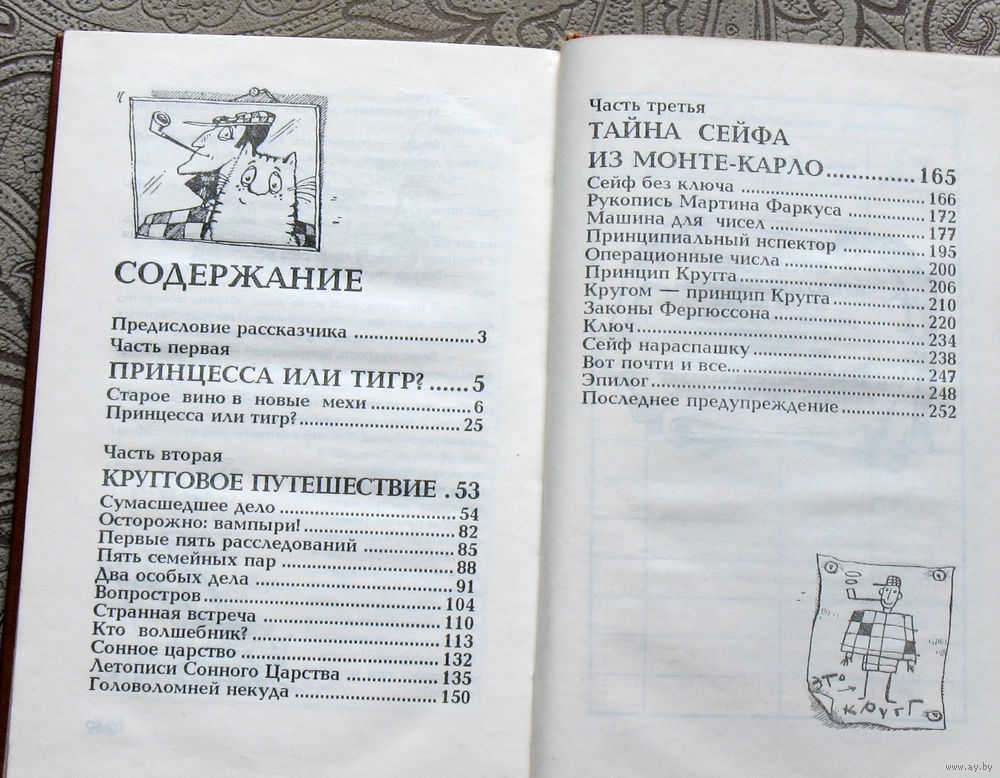 СОДЕРЖАНИЕ
Предисловие рассказчика ..................... 3
Часть первая
ПРИНЦЕССА ИЛИ ТИГР? ...... 5
Старое вино в новые мехи ................. 6
Принцесса или тигр? ........................... 25
Часть вторая
КРУГГОВОЕ ПУТЕШЕСТВИЕ . 53
Сумасшедшее дело .............................. 54
Осторожно: вампыри! .......................... 82
Первые пять расследований ................. 85
Пять семейных пар .............................. 88
Два особых дела .................................. 91
Вопростров .......................................... 104
Странная встреча ................................. 110
Кто волшебник? ................................... 113
Сонное царство .................................... 132
Летописи Сонного Царства ................... 135
Головоломней некуда ........................... 150
Часть третья
ТАЙНА СЕЙФА
ИЗ МОНТЕ-КАРЛО .............. 165
Сейф без ключа .................................. 166
Рукопись Мартина Фаркуса ................. 172
Машина для чисел .............................. 177
Принципиальный нспектор .................. 195
Операционные числа ........................... 200
Принцип Кругга ................................... 206
Кругом — принцип Кругга .................. 210
Законы Фергюссона ............................. 220
Ключ ................................................... 234
Сейф нараспашку ................................ 238
Вот почти и все... ................................ 247
Эпилог ................................................ 248
Последнее предупреждение ................. 252
это
КРУГГ
www.ay.by